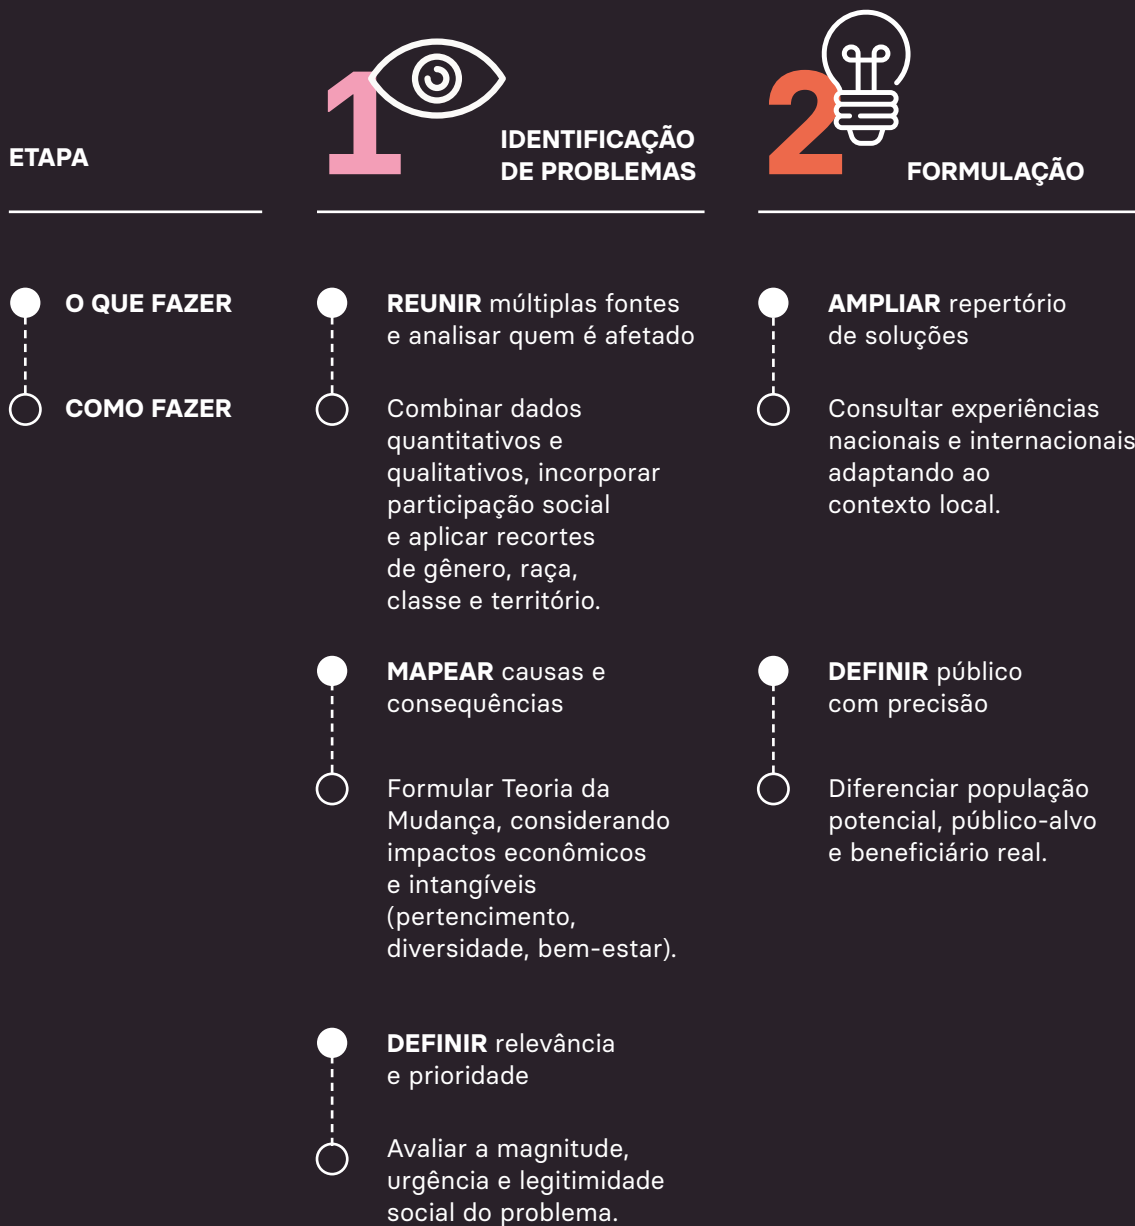 ETAPA
1
IDENTIFICAÇÃO
DE PROBLEMAS
2
FORMULAÇÃO
O QUE FAZER
COMO FAZER
REUNIR múltiplas fontes
e analisar quem é afetado
Combinar dados
quantitativos e
qualitativos, incorporar
participação social
e aplicar recortes
de gênero, raça,
classe e território.
MAPEAR causas e
consequências
Formular Teoria da
Mudança, considerando
impactos econômicos
e intangíveis
(pertencimento,
diversidade, bem-estar).
DEFINIR relevância
e prioridade
Avaliar a magnitude,
urgência e legitimidade
social do problema.
AMPLIAR repertório
de soluções
Consultar experiências
nacionais e internacionais
adaptando ao
contexto local.
DEFINIR público
com precisão
Diferenciar população
potencial, público-alvo
e beneficiário real.